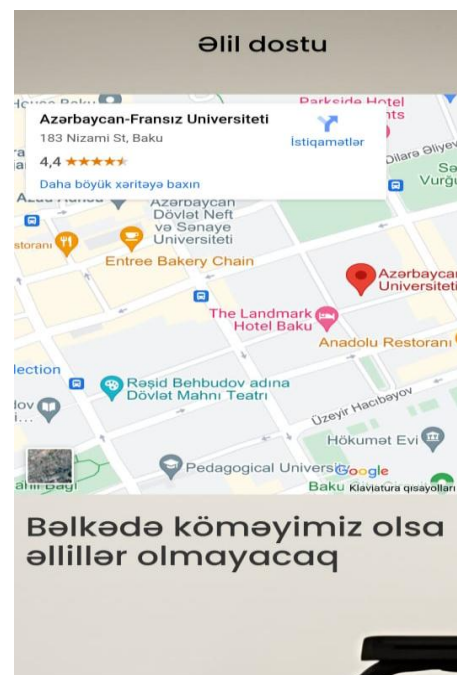 Əlil dostu
Parkside Hotel
Azərbaycan-Fransız Universiteti
183 Nizami St, Baku
4,4
İstiqamətlər
Daha böyük xəritəyə baxın
Dilarə Əliyev
Azərbaycan
Dövlət Neft
və Sənaye
Universiteti
Entree Bakery Chain
Azərbaycan
Universiteti
The Landmark
Hotel Baku
Anadolu Restoranı
Rəşid Behbudov adına
Dövlət Mahnı Teatrı
Üzeyir Hacıbəyov
Hökumət Evi
Pedagogical University
Google
Baku
Klaviatura qısayolları
Bəlkədə köməyimiz olsa
əllillər olmayacaq